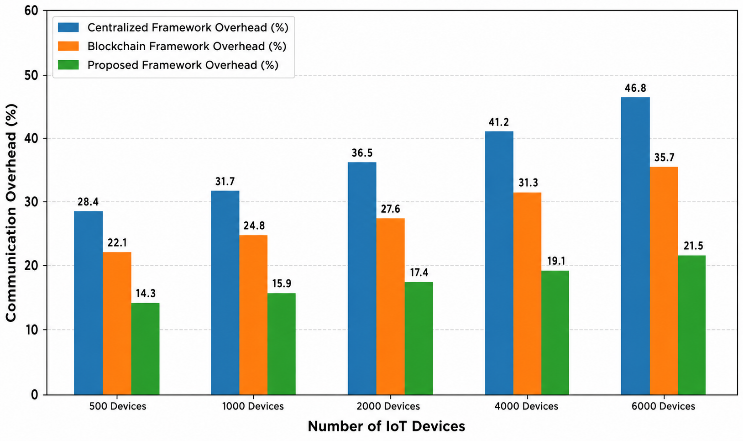 60
50
40
30
20
10
0
Communication Overhead (%)
Centralized Framework Overhead (%)
Blockchain Framework Overhead (%)
Proposed Framework Overhead (%)
28.4
22.1
14.3
31.7
24.8
15.9
36.5
27.6
17.4
41.2
31.3
19.1
46.8
35.7
21.5
500 Devices
1000 Devices
2000 Devices
4000 Devices
6000 Devices
Number of IoT Devices